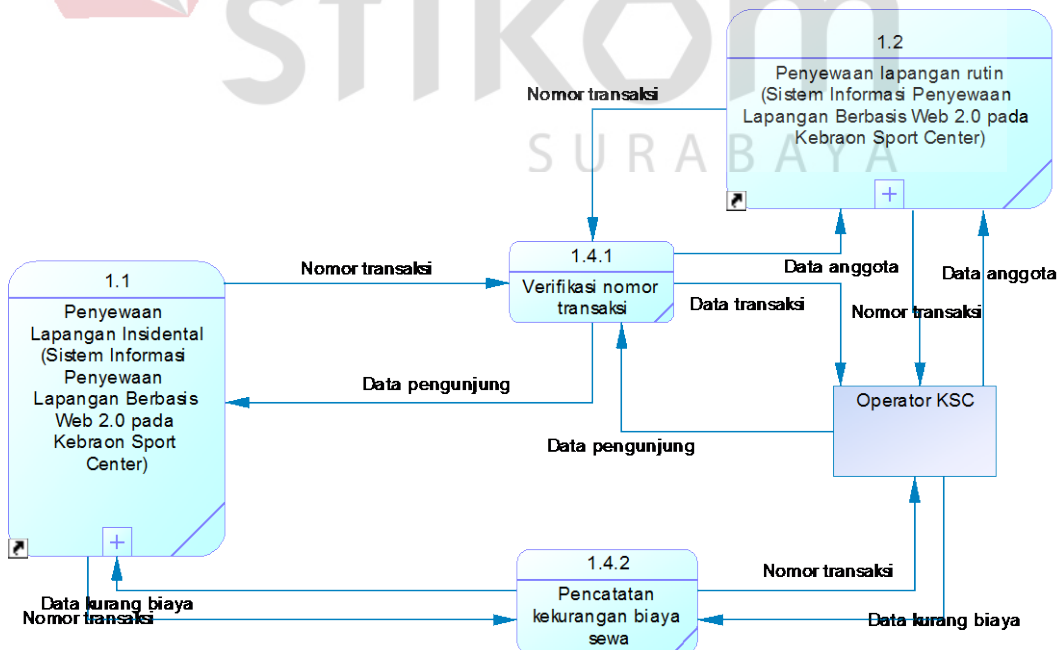 STIKOM
SURABAYA
1.2
Penyewaan lapangan rutin
(Sistem Informasi Penyewaan
Lapangan Berbasis Web 2.0 pada
Kebraon Sport Center)
Nomor transaksi
1.4.1
Verifikasi nomor
transaksi
Nomor transaksi
Data anggota
Data anggota
Data transaksi
Nomor transaksi
1.1
Penyewaan
Lapangan Insidental
(Sistem Informasi
Penyewaan
Lapangan Berbasis
Web 2.0 pada
Kebraon Sport
Center)
Data pengunjung
Operator KSC
Data pengunjung
1.4.2
Pencatatan
kekurangan biaya
sewa
Nomor transaksi
Data kurang biaya
Nomor transaksi
Data kurang biaya